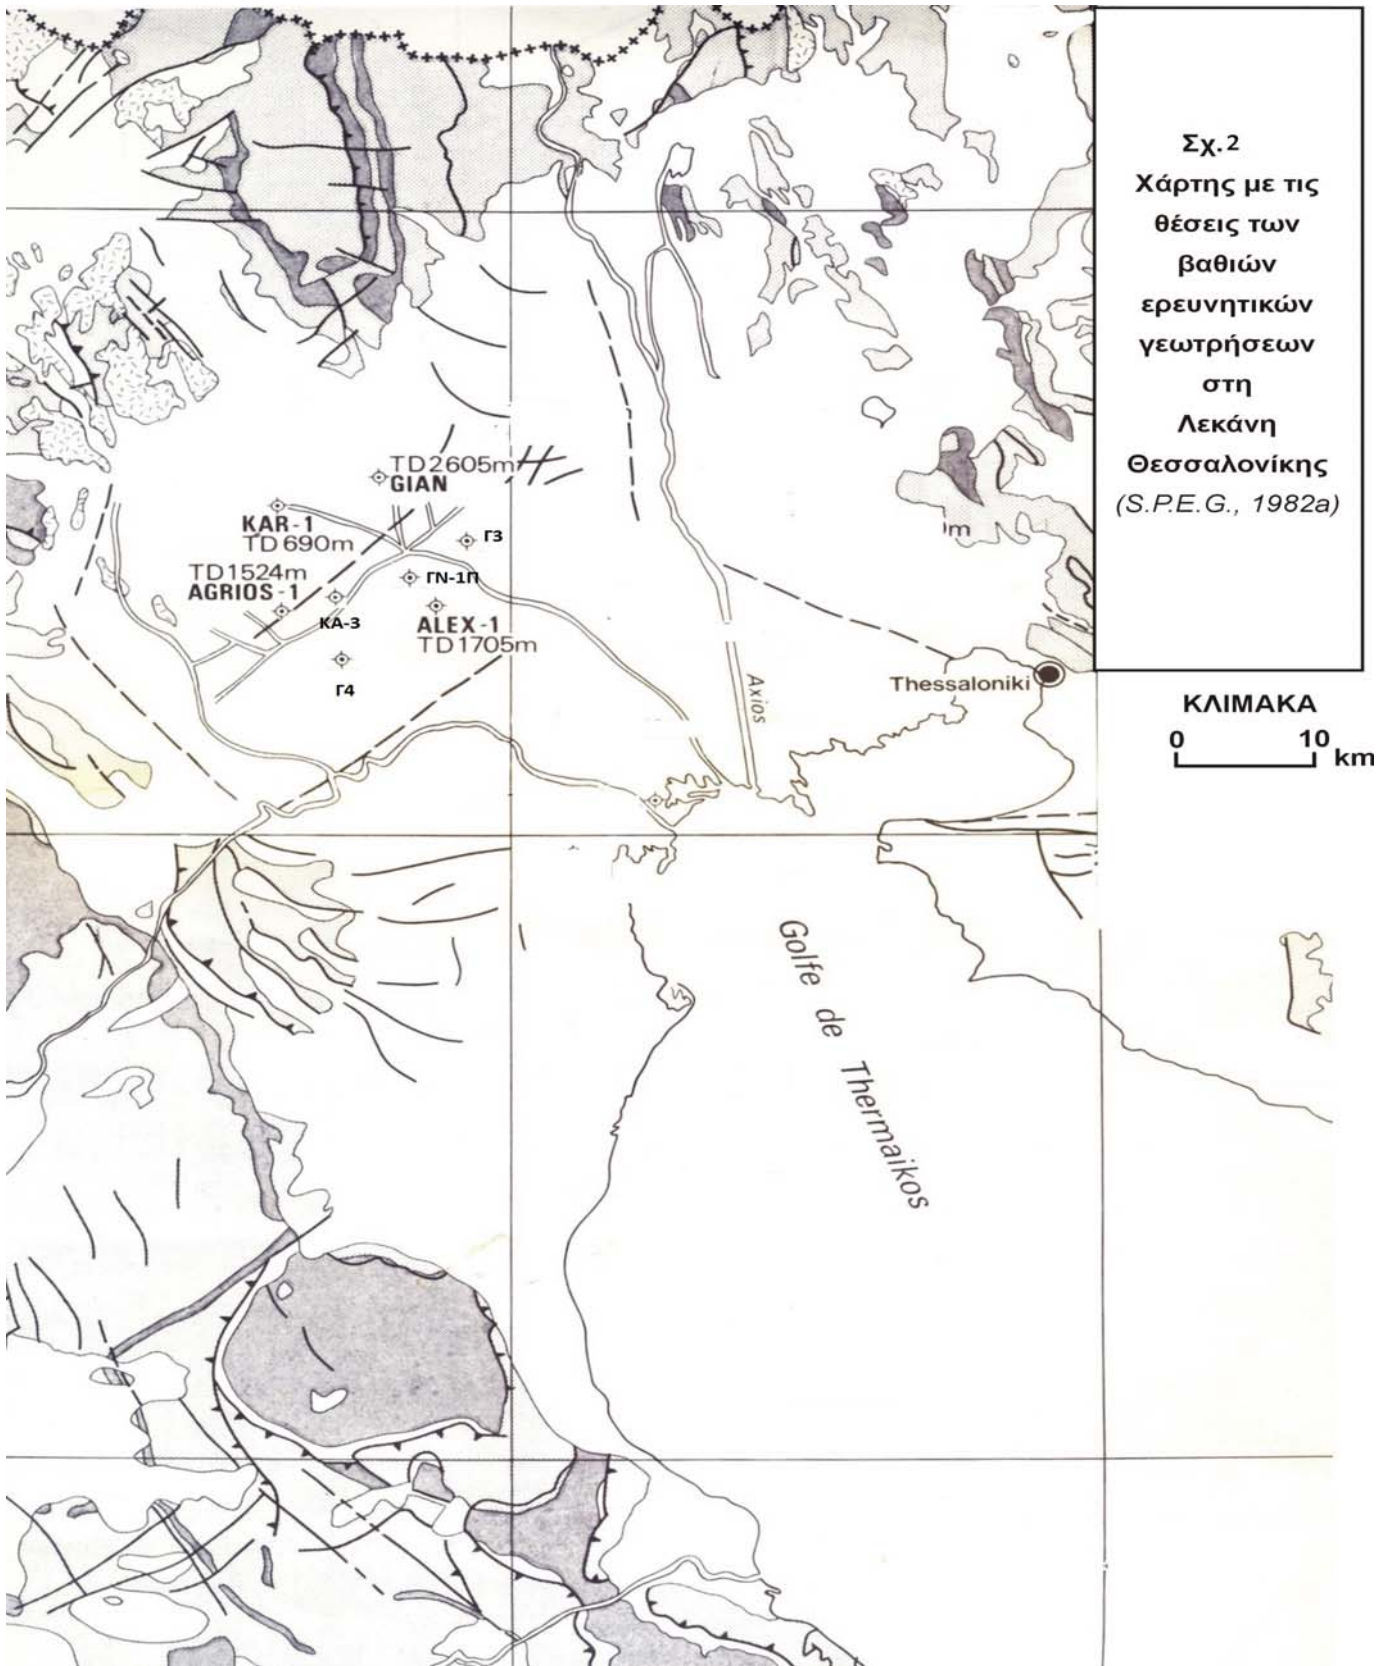 Σχ.2
Χάρτης με τις
θέσεις των
βαθιών
ερευνητικών
γεωτρήσεων
στη
Λεκάνη
Θεσσαλονίκης
(S.P.E.G., 1982a)
ΚΛΙΜΑΚΑ
0 10 km
TD2605m
GIAN
KAR-1
TD690m
Γ3
TD1524m
AGRIOS-1
ΓΝ-1Π
ΚΑ-3
ALEX-1
TD1705m
Γ4
Axios
Thessaloniki
m
Golfe de Thermaikos